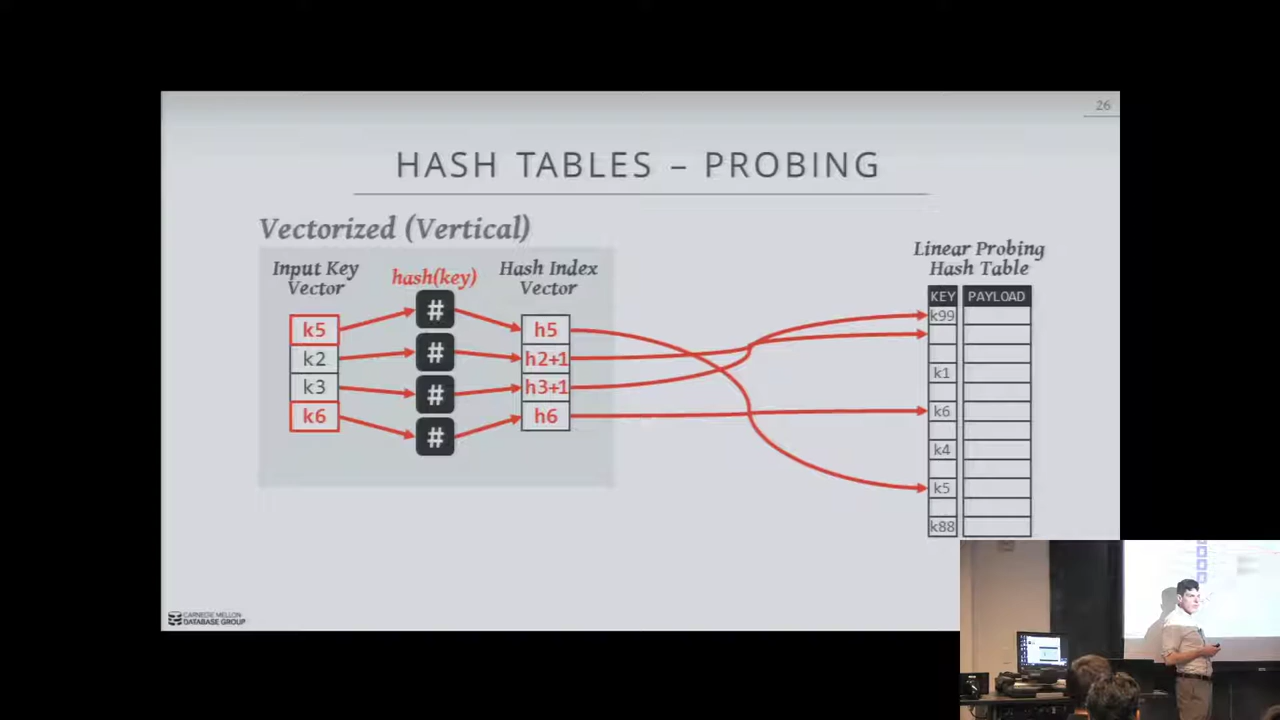 26
HASH TABLES – PROBING
Vectorized (Vertical)
Input Key
Vector
hash(key)
Hash Index
Vector
k5
k2
k3
k6
#
#
#
#
h5
h2+1
h3+1
h6
Linear Probing
Hash Table
KEY PAYLOAD
k99
k1
k6
k4
k5
k88
CARNEGIE MELLON
DATABASE GROUP